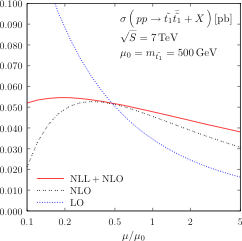 0.100
0.090
0.080
0.070
0.060
0.050
0.040
0.030
0.020
0.010
0.000
σ ( pp → t̃₁t̃̄₁ + X ) [pb]
√S = 7 TeV
μ₀ = m_t̃₁ = 500 GeV
NLL + NLO
NLO
LO
0.1 0.2 0.5 1 2 5
μ/μ₀